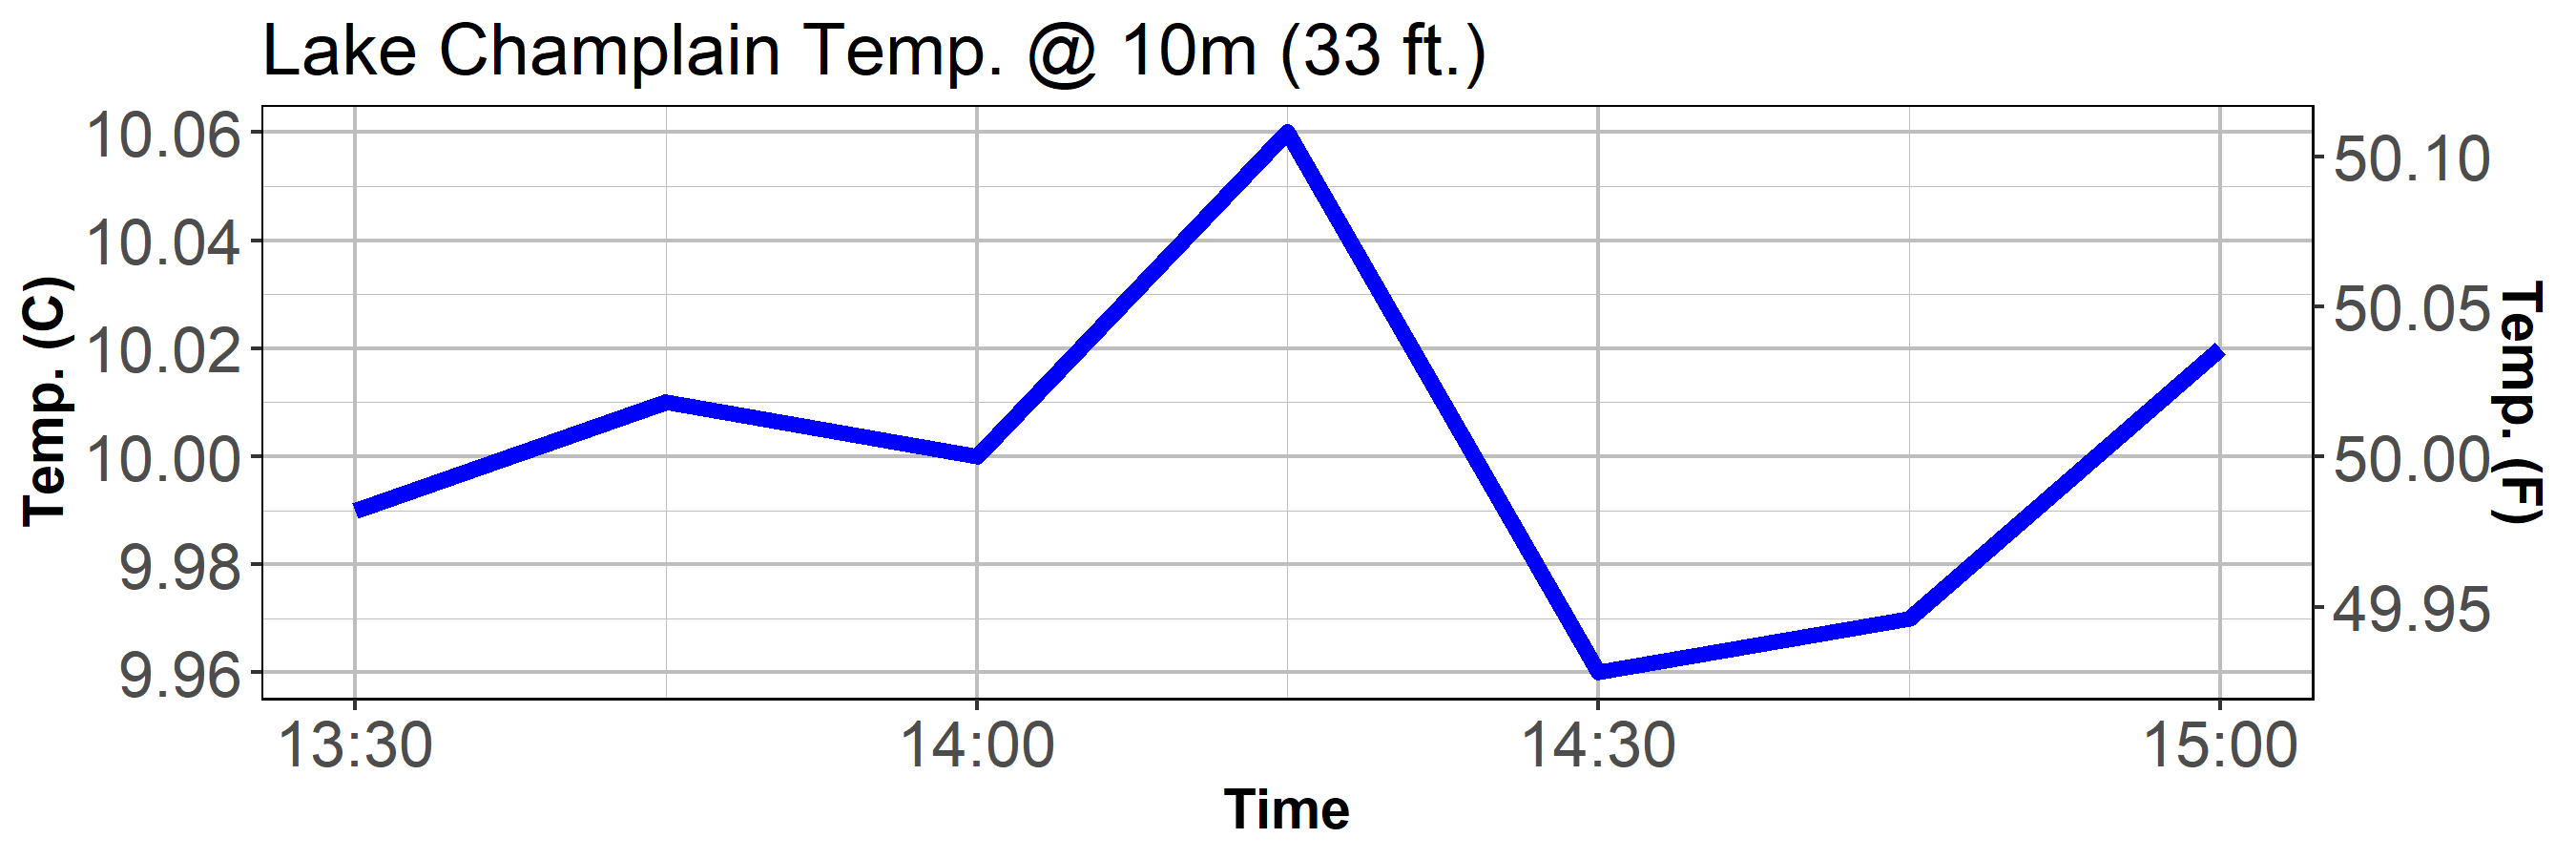 Lake Champlain Temp. @ 10m (33 ft.)
Temp. (C)
10.06
10.04
10.02
10.00
9.98
9.96
50.10
50.05
50.00
49.95
Temp. (F)
13:30 14:00 14:30 15:00
Time